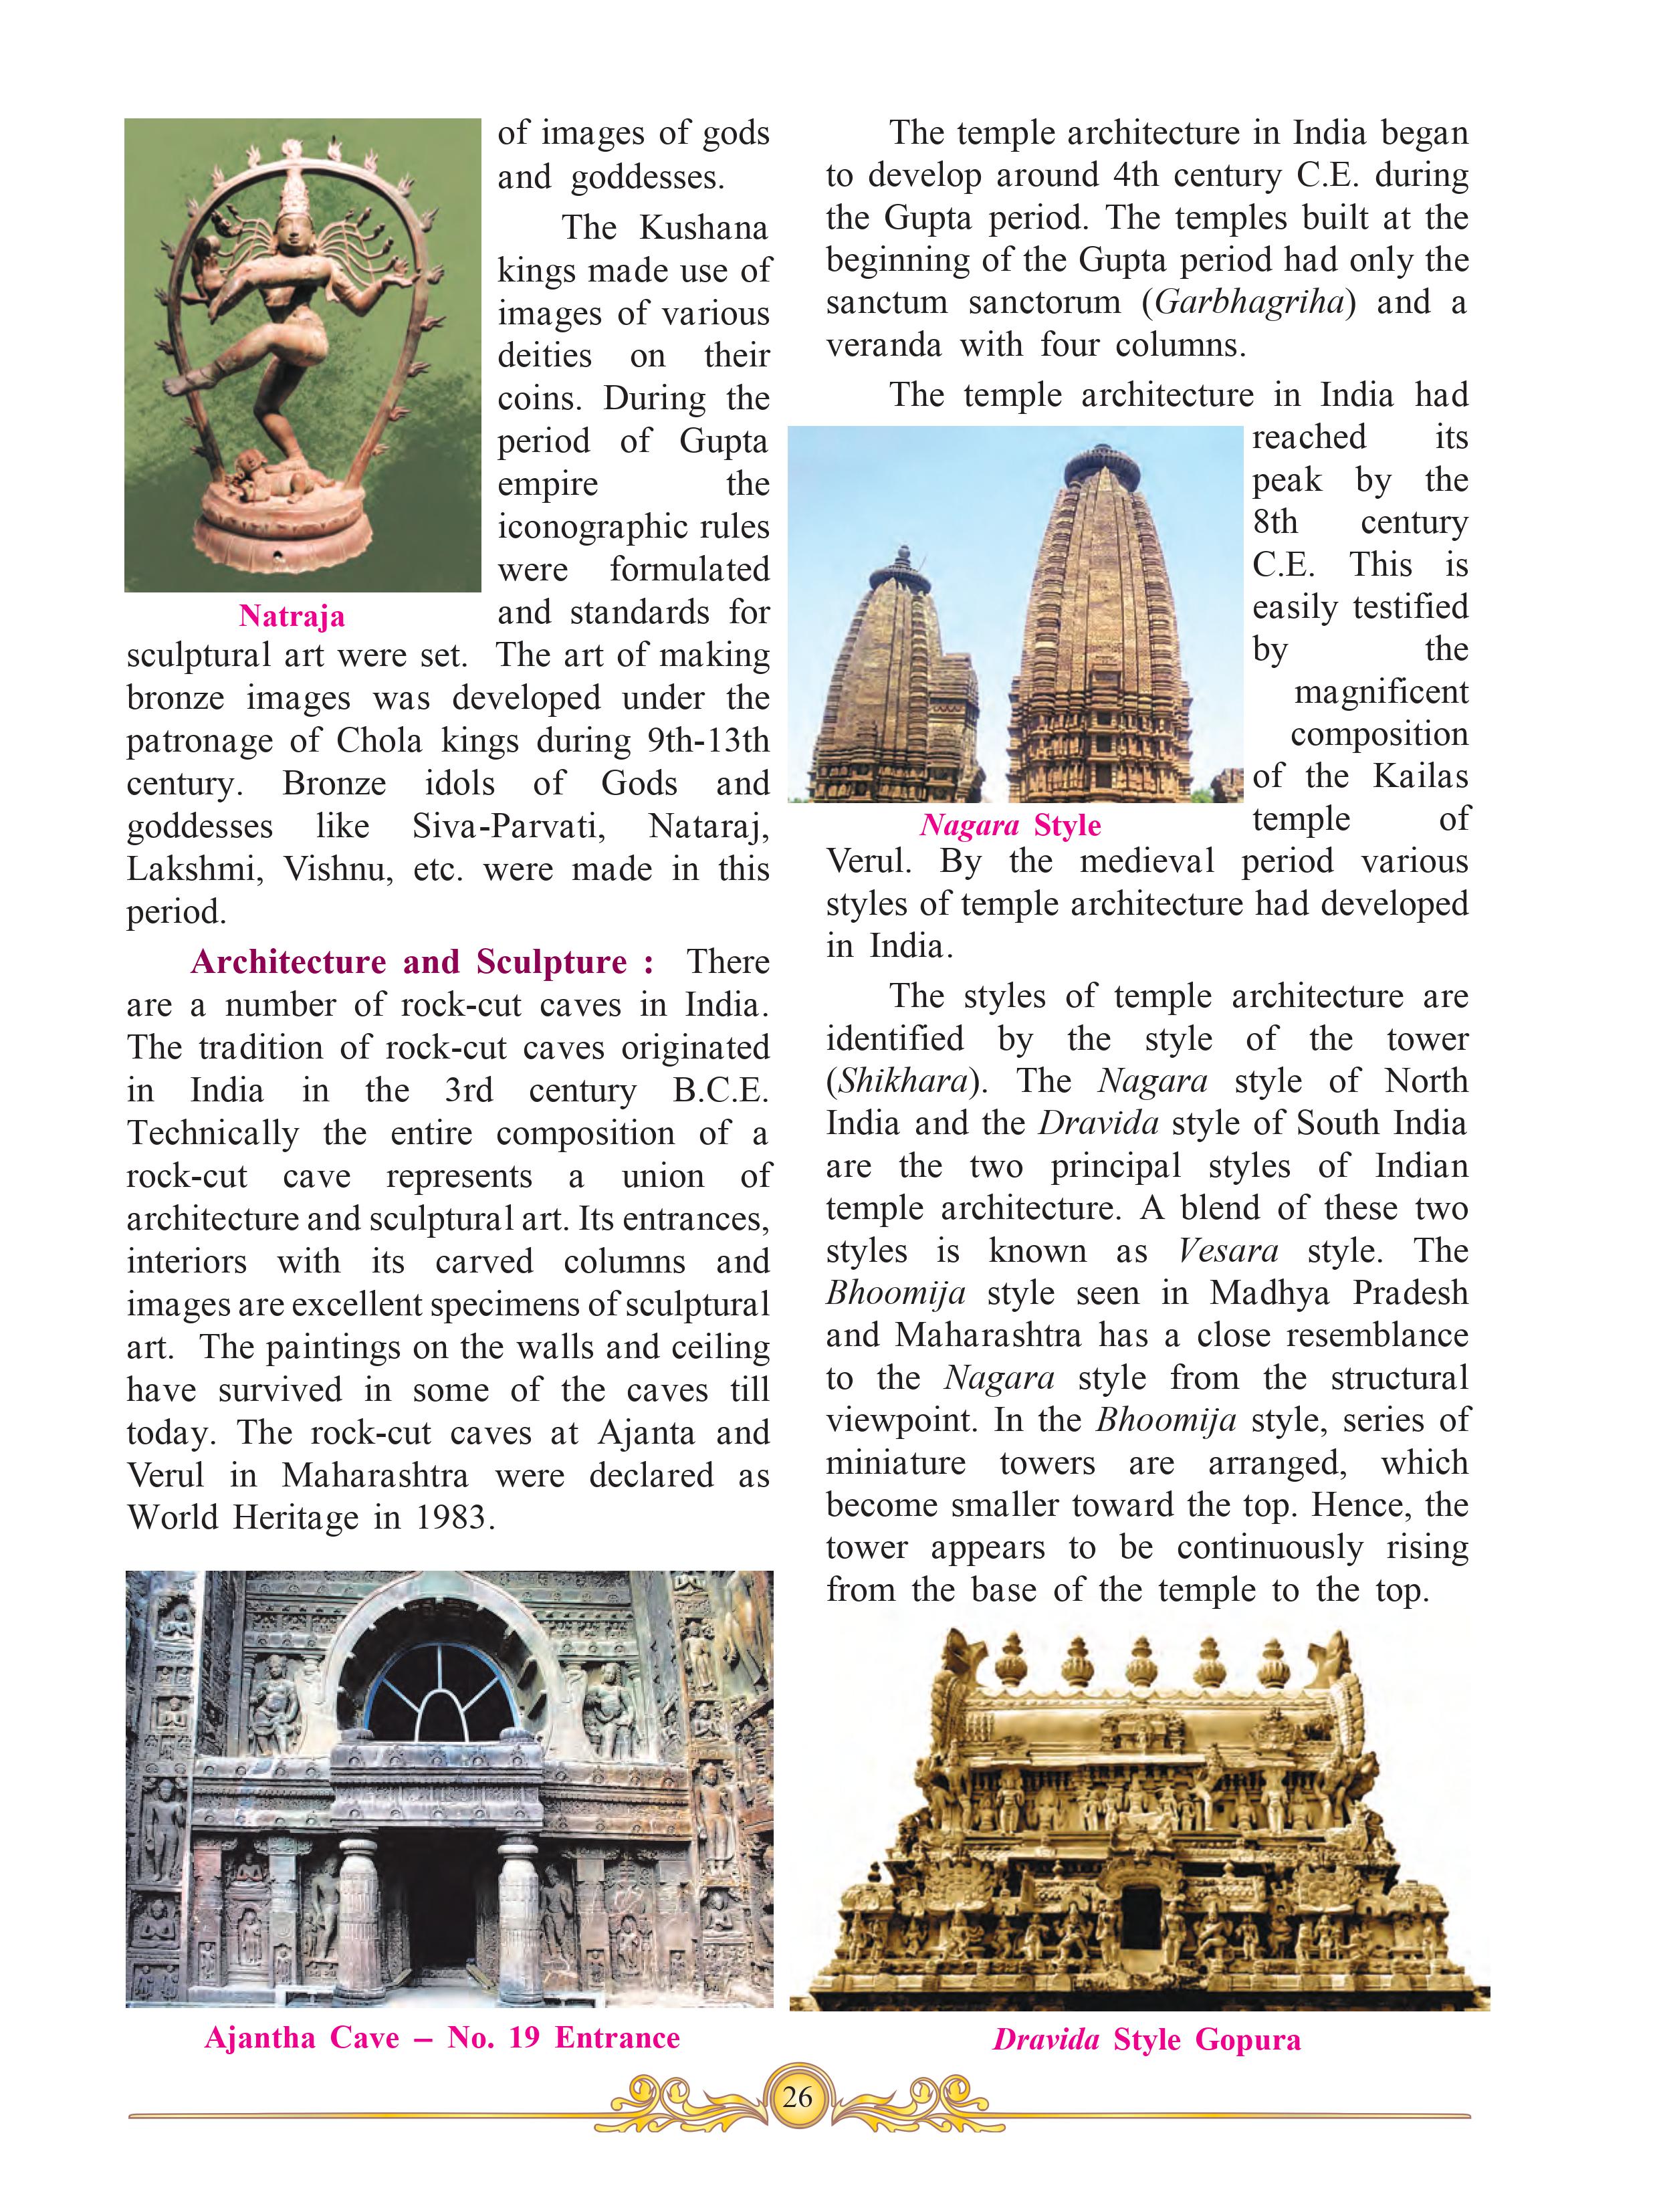 of images of gods
and goddesses.
The Kushana
kings made use of
images of various
deities on their
coins. During the
period of Gupta
empire the
iconographic rules
were formulated
and standards for
Natraja
sculptural art were set. The art of making
bronze images was developed under the
patronage of Chola kings during 9th-13th
century. Bronze idols of Gods and
goddesses like Siva-Parvati, Nataraj,
Lakshmi, Vishnu, etc. were made in this
period.
Architecture and Sculpture : There
are a number of rock-cut caves in India.
The tradition of rock-cut caves originated
in India in the 3rd century B.C.E.
Technically the entire composition of a
rock-cut cave represents a union of
architecture and sculptural art. Its entrances,
interiors with its carved columns and
images are excellent specimens of sculptural
art. The paintings on the walls and ceiling
have survived in some of the caves till
today. The rock-cut caves at Ajanta and
Verul in Maharashtra were declared as
World Heritage in 1983.
Ajantha Cave – No. 19 Entrance
The temple architecture in India began
to develop around 4th century C.E. during
the Gupta period. The temples built at the
beginning of the Gupta period had only the
sanctum sanctorum (Garbhagriha) and a
veranda with four columns.
The temple architecture in India had
reached its
peak by the
8th century
C.E. This is
easily testified
by the
magnificent
composition
of the Kailas
temple of
Nagara Style
Verul. By the medieval period various
styles of temple architecture had developed
in India.
The styles of temple architecture are
identified by the style of the tower
(Shikhara). The Nagara style of North
India and the Dravida style of South India
are the two principal styles of Indian
temple architecture. A blend of these two
styles is known as Vesara style. The
Bhoomija style seen in Madhya Pradesh
and Maharashtra has a close resemblance
to the Nagara style from the structural
viewpoint. In the Bhoomija style, series of
miniature towers are arranged, which
become smaller toward the top. Hence, the
tower appears to be continuously rising
from the base of the temple to the top.
Dravida Style Gopura
26